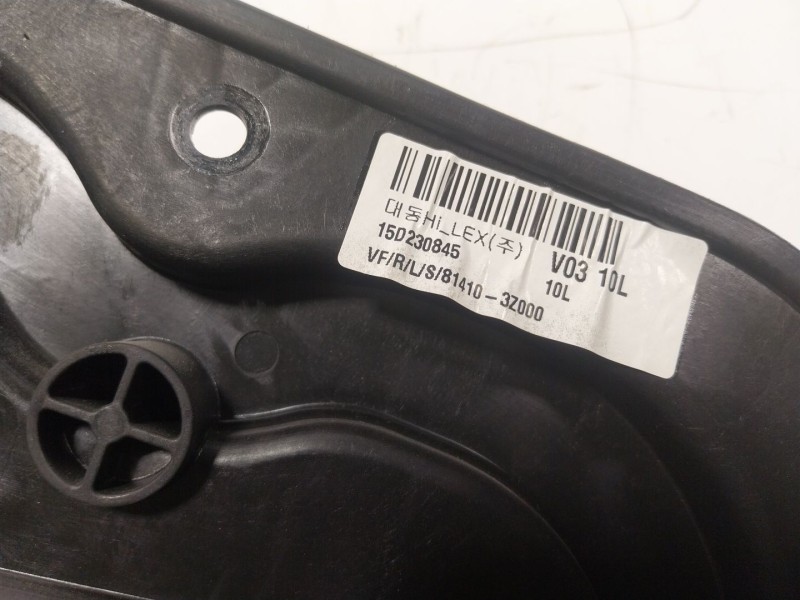 대동Hi_LEX(주)
15D230845
V03 10L
10L
VF/R/L/S/81410-3Z000